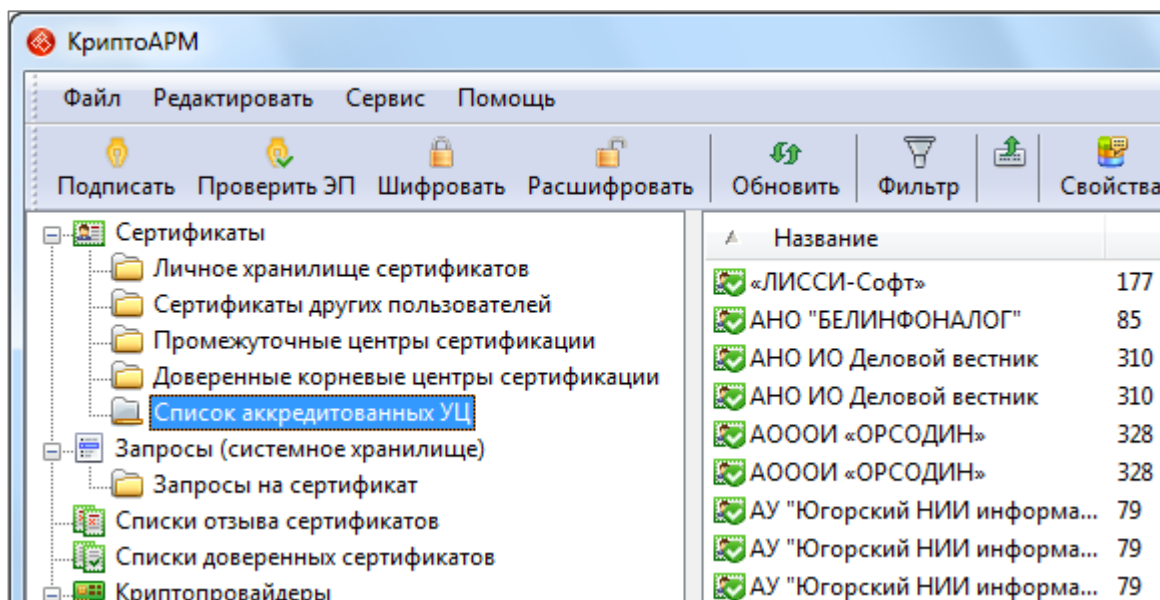 КриптоАРМ
Файл Редактировать Сервис Помощь
Подписать Проверить ЭП Шифровать Расшифровать Обновить Фильтр Свойства
Сертификаты
Личное хранилище сертификатов
Сертификаты других пользователей
Промежуточные центры сертификации
Доверенные корневые центры сертификации
Список аккредитованных УЦ
Запросы (системное хранилище)
Запросы на сертификат
Списки отзыва сертификатов
Списки доверенных сертификатов
Криптопровайдеры
Название
«ЛИССИ-Софт» 177
АНО "БЕЛИНФОНАЛОГ" 85
АНО ИО Деловой вестник 310
АНО ИО Деловой вестник 310
АОООИ «ОРСОДИН» 328
АОООИ «ОРСОДИН» 328
АУ "Югорский НИИ информа... 79
АУ "Югорский НИИ информа... 79
АУ "Югорский НИИ информа... 79